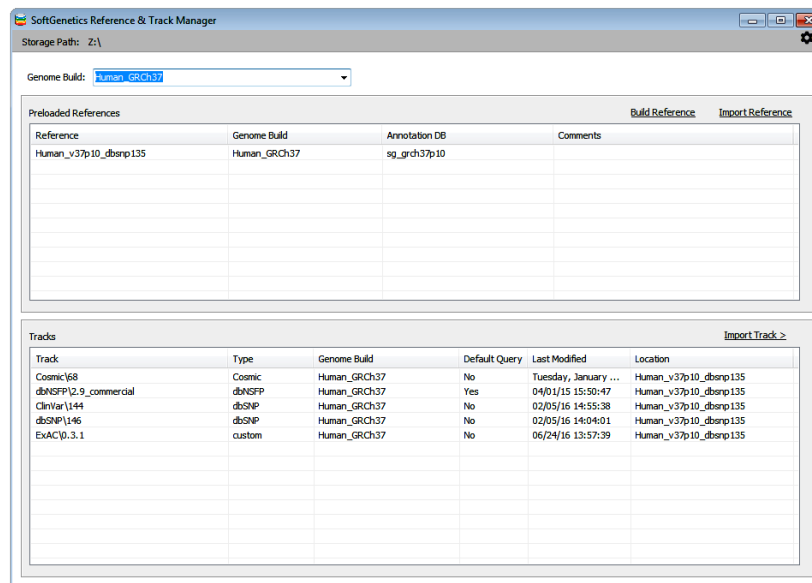 SoftGenetics Reference & Track Manager
Storage Path: Z:\
Genome Build: Human_GRCh37
Preloaded References Build Reference Import Reference
Reference Genome Build Annotation DB Comments
Human_v37p10_dbsnp135 Human_GRCh37 sg_grch37p10
Tracks Import Track >
Track Type Genome Build Default Query Last Modified Location
Cosmic\68 Cosmic Human_GRCh37 No Tuesday, January ... Human_v37p10_dbsnp135
dbNSFP\2.9_commercial dbNSFP Human_GRCh37 Yes 04/01/15 15:50:47 Human_v37p10_dbsnp135
ClinVar\144 dbSNP Human_GRCh37 No 02/05/16 14:55:38 Human_v37p10_dbsnp135
dbSNP\146 dbSNP Human_GRCh37 No 02/05/16 14:04:01 Human_v37p10_dbsnp135
ExAC\0.3.1 custom Human_GRCh37 No 06/24/16 13:57:39 Human_v37p10_dbsnp135